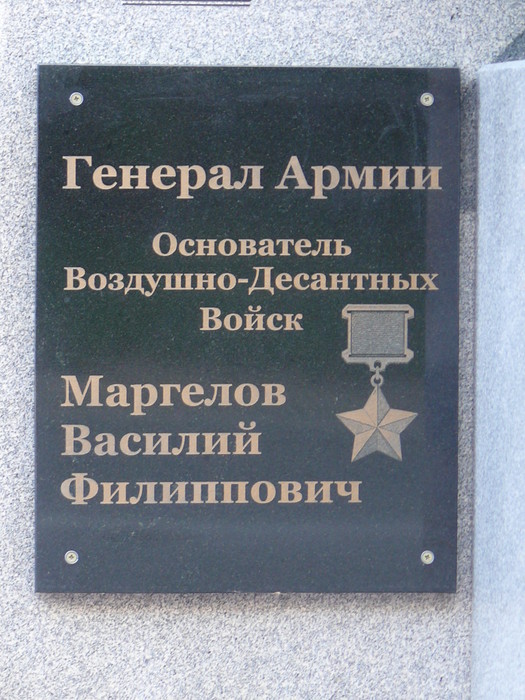 Генерал Армии
Основатель
Воздушно-Десантных
Войск
Маргелов
Василий
Филиппович